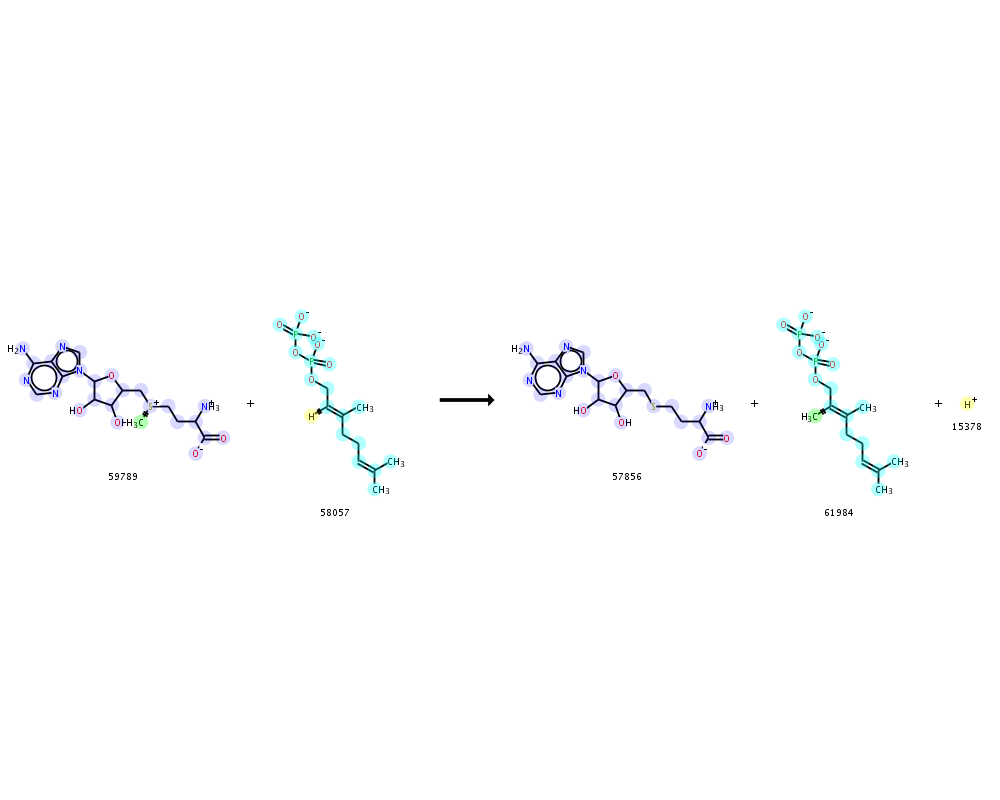 O O⁻
P O⁻
O⁻
O P O
H₂N N N O O
N N N S⁺ NH₃⁺ H CH₃
HO OH H₃C O
O⁻ CH₃
CH₃
59789
58057
+
O O⁻
P O⁻
O⁻
O P O
H₂N N N O O
N N N S NH₃⁺ H₃C CH₃
HO OH O
O⁻ CH₃
CH₃
57856
61984
+
+
H⁺
15378